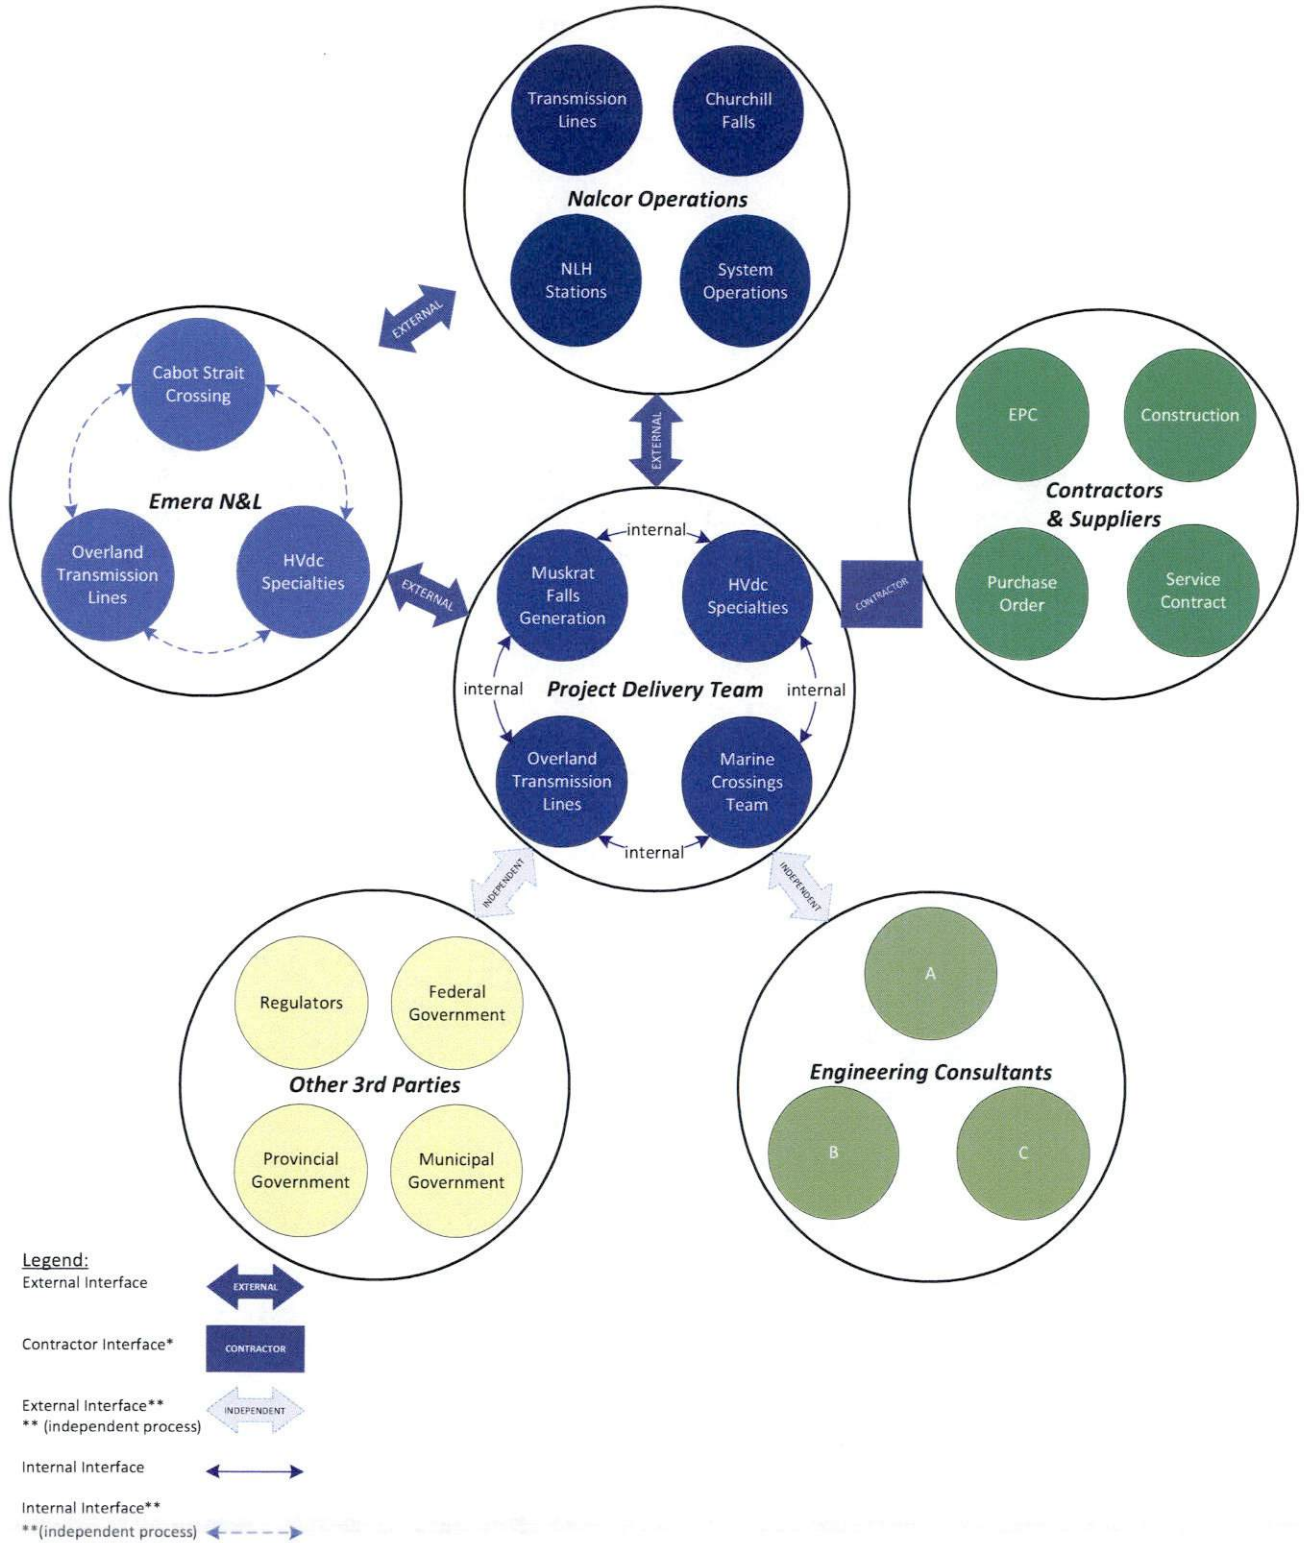 Transmission
Lines
Churchill
Falls
Nalcor Operations
NLH
Stations
System
Operations
EXTERNAL
EXTERNAL
Cabot Strait
Crossing
Emera N&L
Overland
Transmission
Lines
HVdc
Specialties
EXTERNAL
EPC
Construction
Contractors
& Suppliers
Purchase
Order
Service
Contract
CONTRACTOR
internal
Muskrat
Falls
Generation
HVdc
Specialties
internal
Project Delivery Team
internal
Overland
Transmission
Lines
Marine
Crossings
Team
internal
INDEPENDENT
INDEPENDENT
Regulators
Federal
Government
Other 3rd Parties
Provincial
Government
Municipal
Government
A
Engineering Consultants
B
C
Legend:
External Interface
EXTERNAL
Contractor Interface*
CONTRACTOR
External Interface**
** (independent process)
INDEPENDENT
Internal Interface
Internal Interface**
**(independent process)